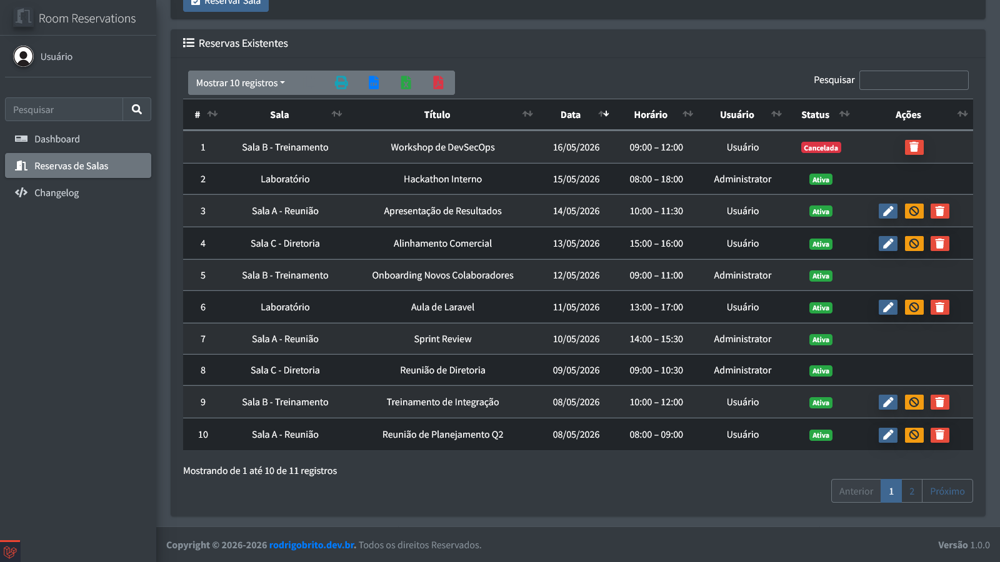 Reservar Sala
Room Reservations
Usuário
Pesquisar
Dashboard
Reservas de Salas
Changelog
Reservas Existentes
Mostrar 10 registros
Pesquisar
# Sala Título Data Horário Usuário Status Ações
1 Sala B - Treinamento Workshop de DevSecOps 16/05/2026 09:00 – 12:00 Usuário Cancelada
2 Laboratório Hackathon Interno 15/05/2026 08:00 – 18:00 Administrator Ativa
3 Sala A - Reunião Apresentação de Resultados 14/05/2026 10:00 – 11:30 Usuário Ativa
4 Sala C - Diretoria Alinhamento Comercial 13/05/2026 15:00 – 16:00 Usuário Ativa
5 Sala B - Treinamento Onboarding Novos Colaboradores 12/05/2026 09:00 – 11:00 Administrator Ativa
6 Laboratório Aula de Laravel 11/05/2026 13:00 – 17:00 Usuário Ativa
7 Sala A - Reunião Sprint Review 10/05/2026 14:00 – 15:30 Administrator Ativa
8 Sala C - Diretoria Reunião de Diretoria 09/05/2026 09:00 – 10:30 Administrator Ativa
9 Sala B - Treinamento Treinamento de Integração 08/05/2026 10:00 – 12:00 Usuário Ativa
10 Sala A - Reunião Reunião de Planejamento Q2 08/05/2026 08:00 – 09:00 Usuário Ativa
Mostrando de 1 até 10 de 11 registros
Anterior 1 2 Próximo
Copyright © 2026-2026 rodrigobrito.dev.br. Todos os direitos Reservados.
Versão 1.0.0